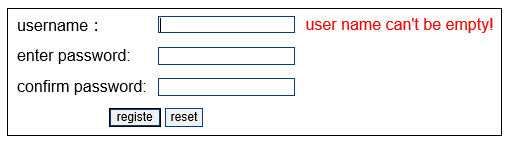 username： user name can't be empty!
enter password:
confirm password:
registe reset